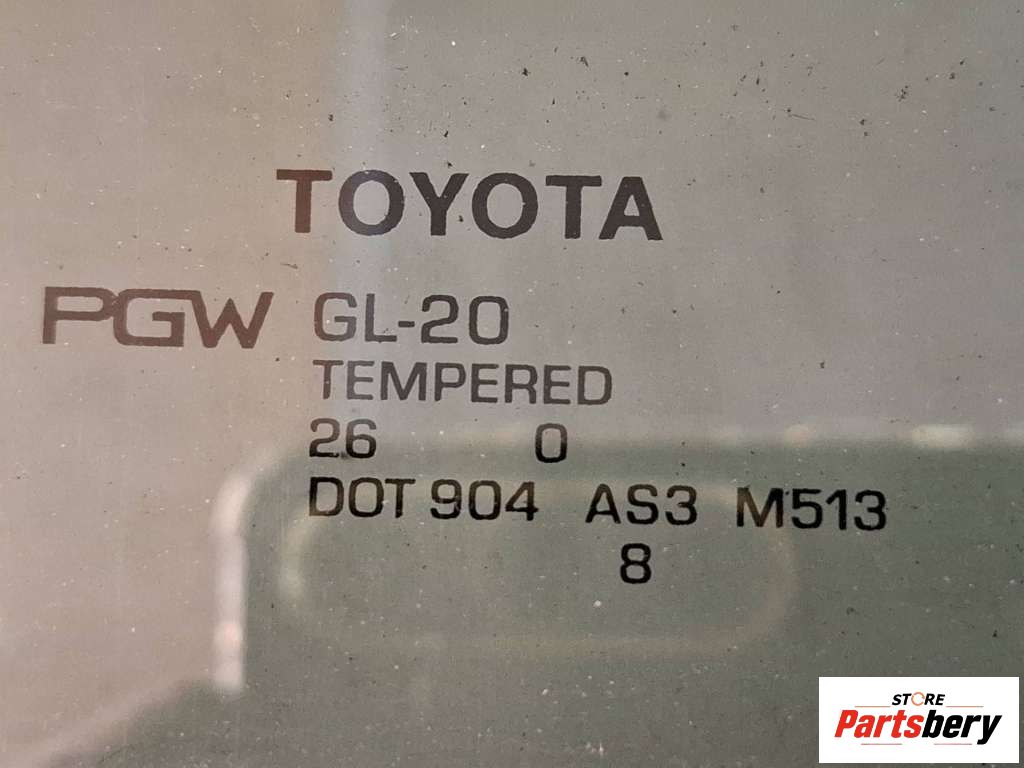 TOYOTA
PGW GL-20
TEMPERED
26 0
DOT 904 AS3 M513
8
STORE
Partsbery